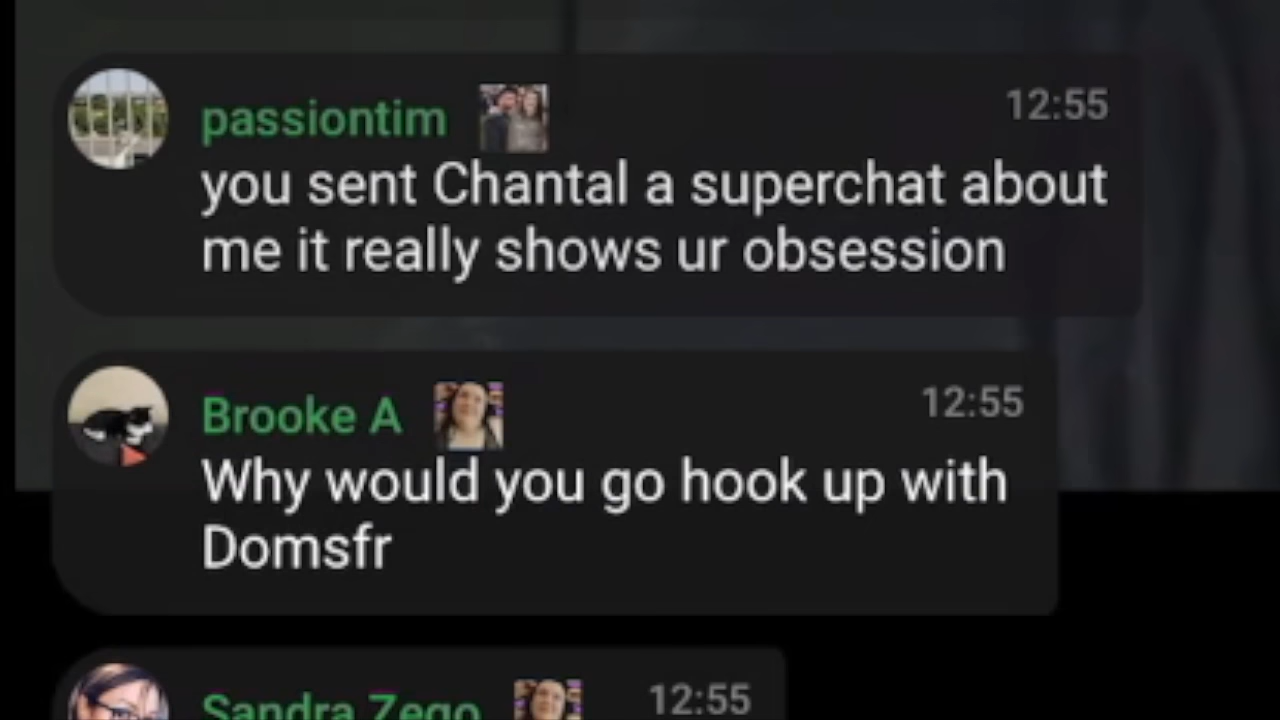 passiontim
12:55
you sent Chantal a superchat about
me it really shows ur obsession
Brooke A
12:55
Why would you go hook up with
Domsfr
Sandra Zego
12:55